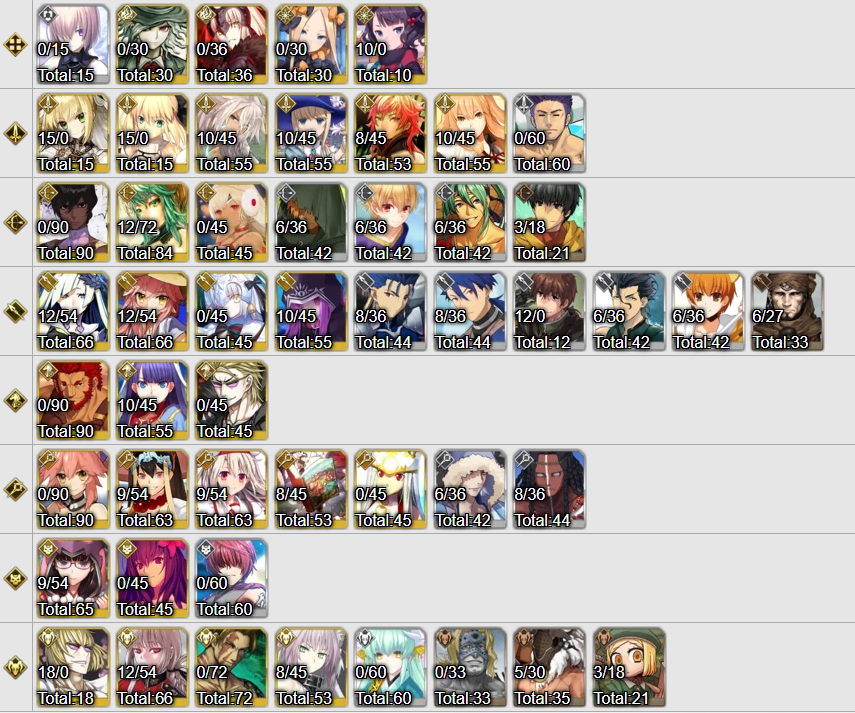 0/15 0/30 0/36 0/30 10/0
Total:15 Total:30 Total:36 Total:30 Total:10
15/0 15/0 10/45 10/45 8/45 10/45 0/60
Total:15 Total:15 Total:55 Total:55 Total:53 Total:55 Total:60
0/90 12/72 0/45 6/36 6/36 6/36 3/18
Total:90 Total:84 Total:45 Total:42 Total:42 Total:42 Total:21
12/54 12/54 0/45 10/45 8/36 8/36 12/0 6/36 6/36 6/27
Total:66 Total:66 Total:45 Total:55 Total:44 Total:44 Total:12 Total:42 Total:42 Total:33
0/90 10/45 0/45
Total:90 Total:55 Total:45
0/90 9/54 9/54 8/45 0/45 6/36 8/36
Total:90 Total:63 Total:63 Total:53 Total:45 Total:42 Total:44
9/54 0/45 0/60
Total:65 Total:45 Total:60
18/0 12/54 0/72 8/45 0/60 0/33 5/30 3/18
Total:18 Total:66 Total:72 Total:53 Total:60 Total:33 Total:35 Total:21